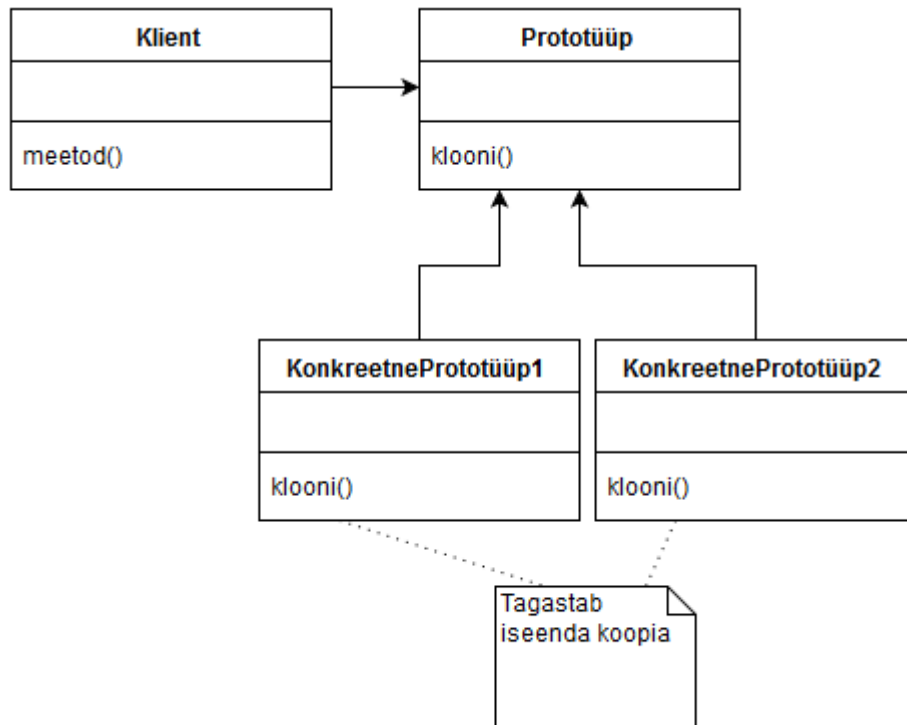 Klient
Prototüüp
meetod()
klooni()
KonkreetnePrototüüp1
KonkreetnePrototüüp2
klooni()
klooni()
Tagastab
iseenda koopia